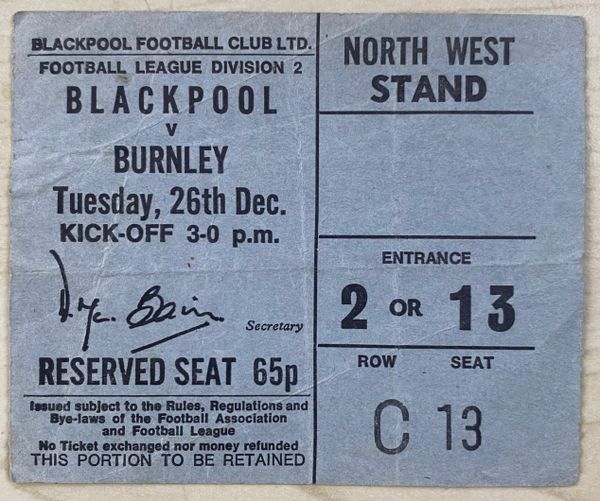 BLACKPOOL FOOTBALL CLUB LTD.
FOOTBALL LEAGUE DIVISION 2
BLACKPOOL
v
BURNLEY
Tuesday, 26th Dec.
KICK-OFF 3-0 p.m.
Bain
Secretary
RESERVED SEAT 65p
Issued subject to the Rules, Regulations and
Bye-laws of the Football Association
and Football League
No Ticket exchanged nor money refunded
THIS PORTION TO BE RETAINED
NORTH WEST
STAND
ENTRANCE
2 OR 13
ROW SEAT
C 13